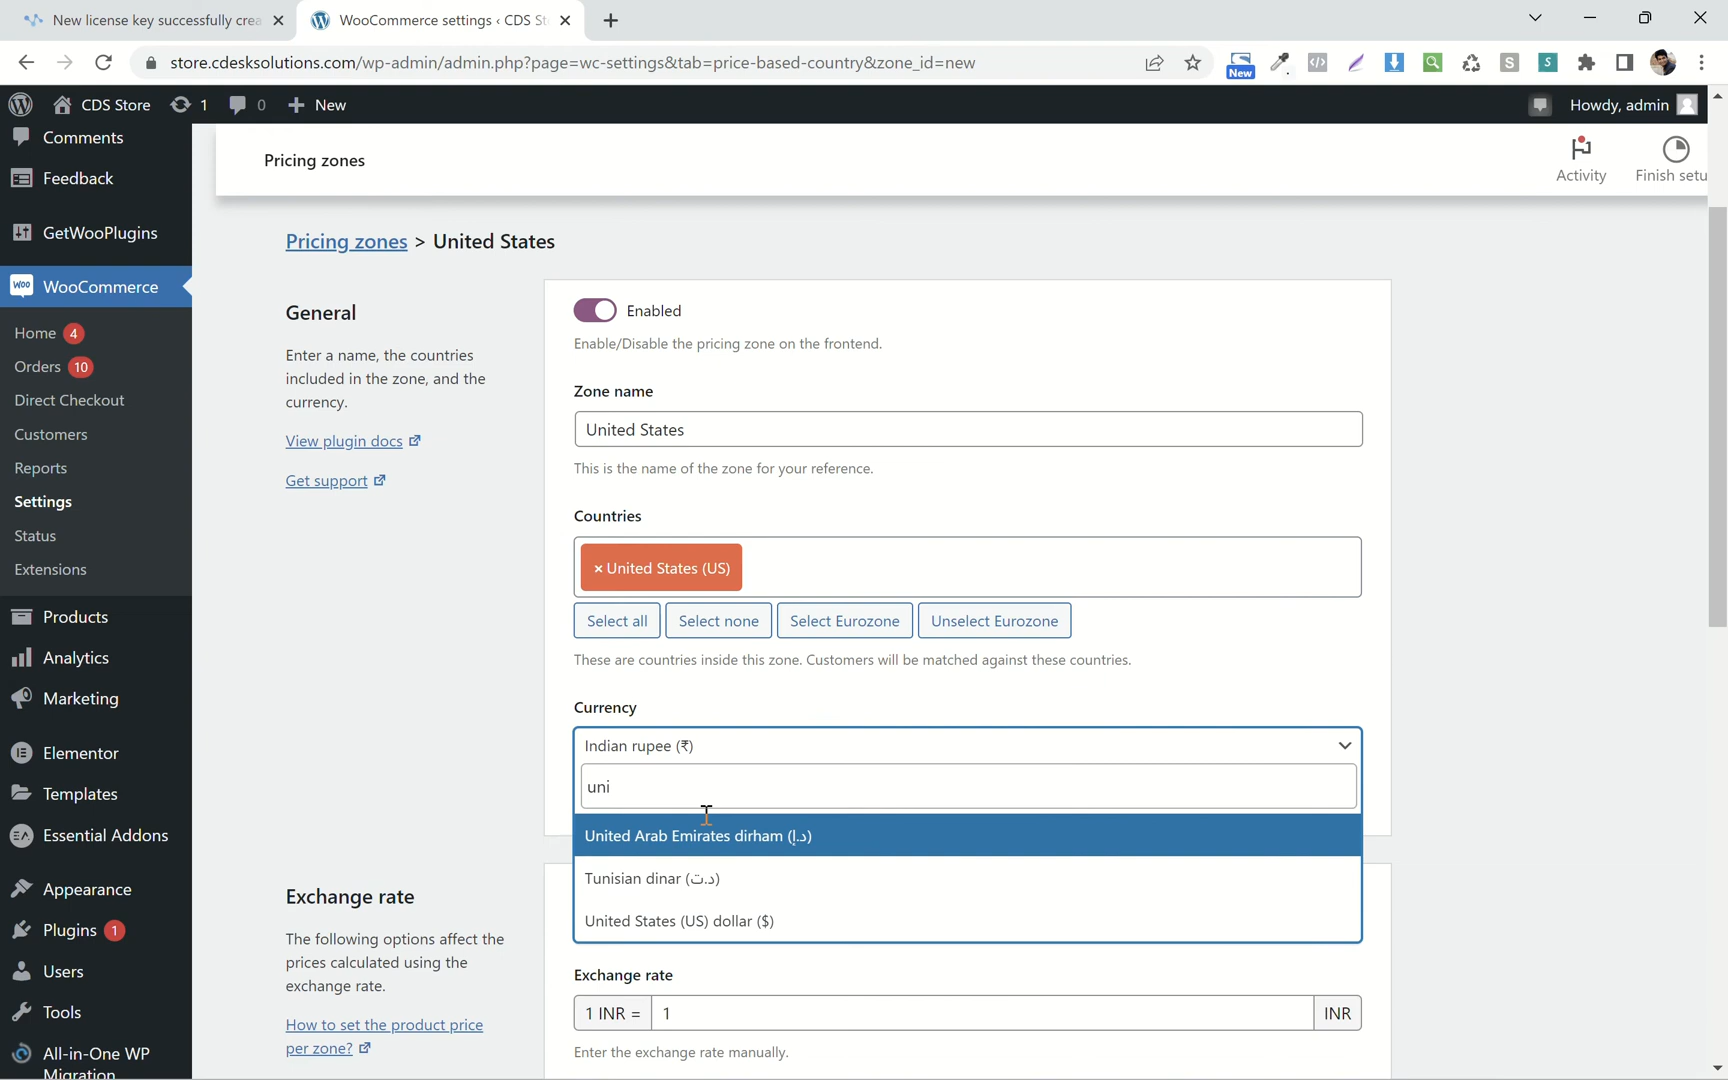 New license key successfully crea
WooCommerce settings ‹ CDS St
store.cdesksolutions.com/wp-admin/admin.php?page=wc-settings&tab=price-based-country&zone_id=new
New
S
S
CDS Store
1
0
New
Howdy, admin
Comments
Feedback
GetWooPlugins
WooCommerce
Home 4
Orders 10
Direct Checkout
Customers
Reports
Settings
Status
Extensions
Products
Analytics
Marketing
Elementor
Templates
Essential Addons
Appearance
Plugins 1
Users
Tools
All-in-One WP
Migration
Pricing zones
Activity
Finish setu
Pricing zones > United States
General
Enter a name, the countries
included in the zone, and the
currency.
View plugin docs
Get support
Enabled
Enable/Disable the pricing zone on the frontend.
Zone name
United States
This is the name of the zone for your reference.
Countries
× United States (US)
Select all
Select none
Select Eurozone
Unselect Eurozone
These are countries inside this zone. Customers will be matched against these countries.
Currency
Indian rupee (₹)
uni
United Arab Emirates dirham (د.إ)
Tunisian dinar (د.ت)
United States (US) dollar ($)
Exchange rate
The following options affect the
prices calculated using the
exchange rate.
How to set the product price
per zone?
Exchange rate
1 INR =
1
INR
Enter the exchange rate manually.